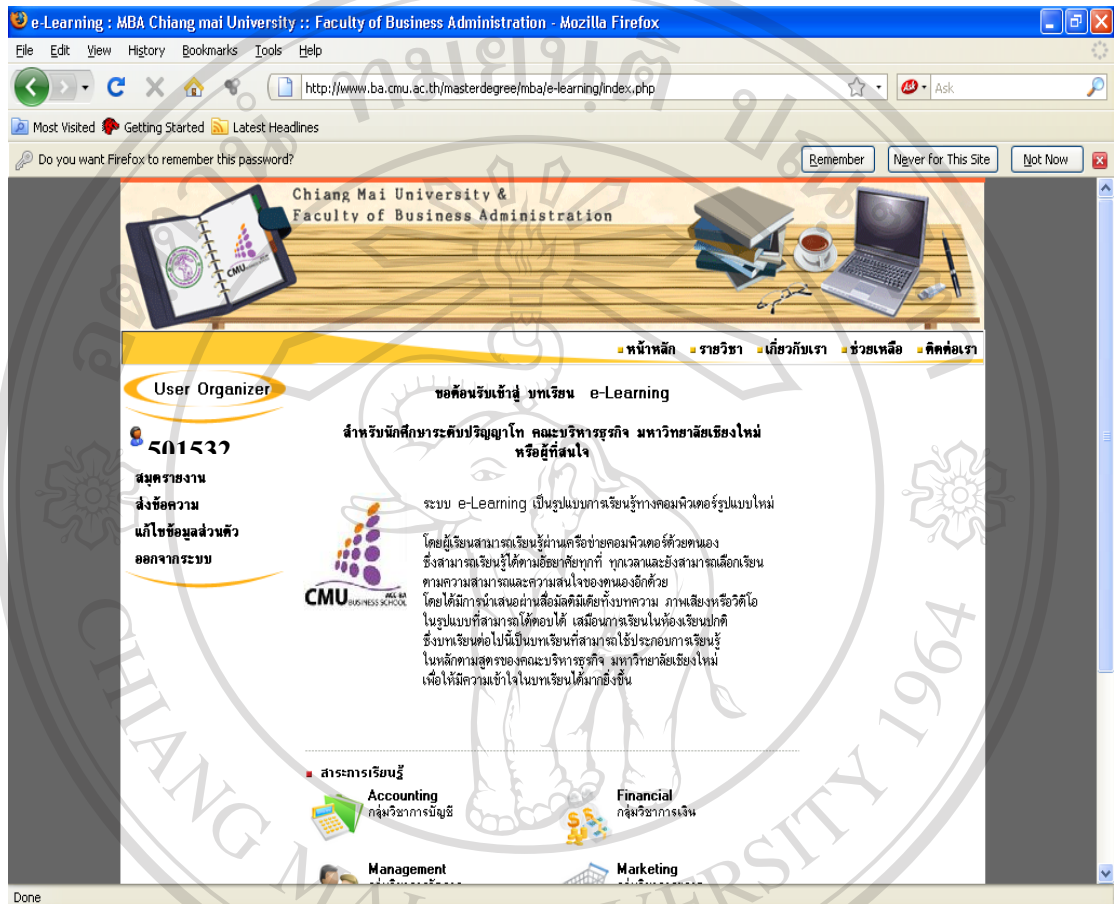 e-Learning : MBA Chiang mai University :: Faculty of Business Administration - Mozilla Firefox
File Edit View History Bookmarks Tools Help
http://www.ba.cmu.ac.th/masterdegree/mba/e-learning/index.php
Ask
Most Visited Getting Started Latest Headlines
Do you want Firefox to remember this password? Remember Never for This Site Not Now
Chiang Mai University &
Faculty of Business Administration
CMU
หน้าหลัก รายวิชา เกี่ยวกับเรา ช่วยเหลือ ติดต่อเรา
User Organizer
501532
สมุดรายงาน
ส่งข้อความ
แก้ไขข้อมูลส่วนตัว
ออกจากระบบ
ขอต้อนรับเข้าสู่ บทเรียน e-Learning
สำหรับนักศึกษาระดับปริญญาโท คณะบริหารธุรกิจ มหาวิทยาลัยเชียงใหม่
หรือผู้ที่สนใจ
CMU BUSINESS SCHOOL
ระบบ e-Learning เป็นรูปแบบการเรียนรู้ทางคอมพิวเตอร์รูปแบบใหม่
โดยผู้เรียนสามารถเรียนรู้ผ่านเครือข่ายคอมพิวเตอร์ด้วยตนเอง
ซึ่งสามารถเรียนรู้ได้ตามอัธยาศัยทุกที่ ทุกเวลาและยังสามารถเลือกเรียน
ตามความสามารถและความสนใจของตนเองอีกด้วย
โดยได้มีการนำเสนอผ่านสื่อมัลติมีเดียทั้งบทความ ภาพเสียงหรือวิดีโอ
ในรูปแบบที่สามารถโต้ตอบได้ เสมือนการเรียนในห้องเรียนปกติ
ซึ่งบทเรียนต่อไปนี้เป็นบทเรียนที่สามารถใช้ประกอบการเรียนรู้
ในหลักตามสูตรของคณะบริหารธุรกิจ มหาวิทยาลัยเชียงใหม่
เพื่อให้มีความเข้าใจในบทเรียนได้มากยิ่งขึ้น
สาระการเรียนรู้
Accounting
กลุ่มวิชาการบัญชี
Financial
กลุ่มวิชาการเงิน
Management
Marketing
Done
CHIANG MAI UNIVERSITY 1964